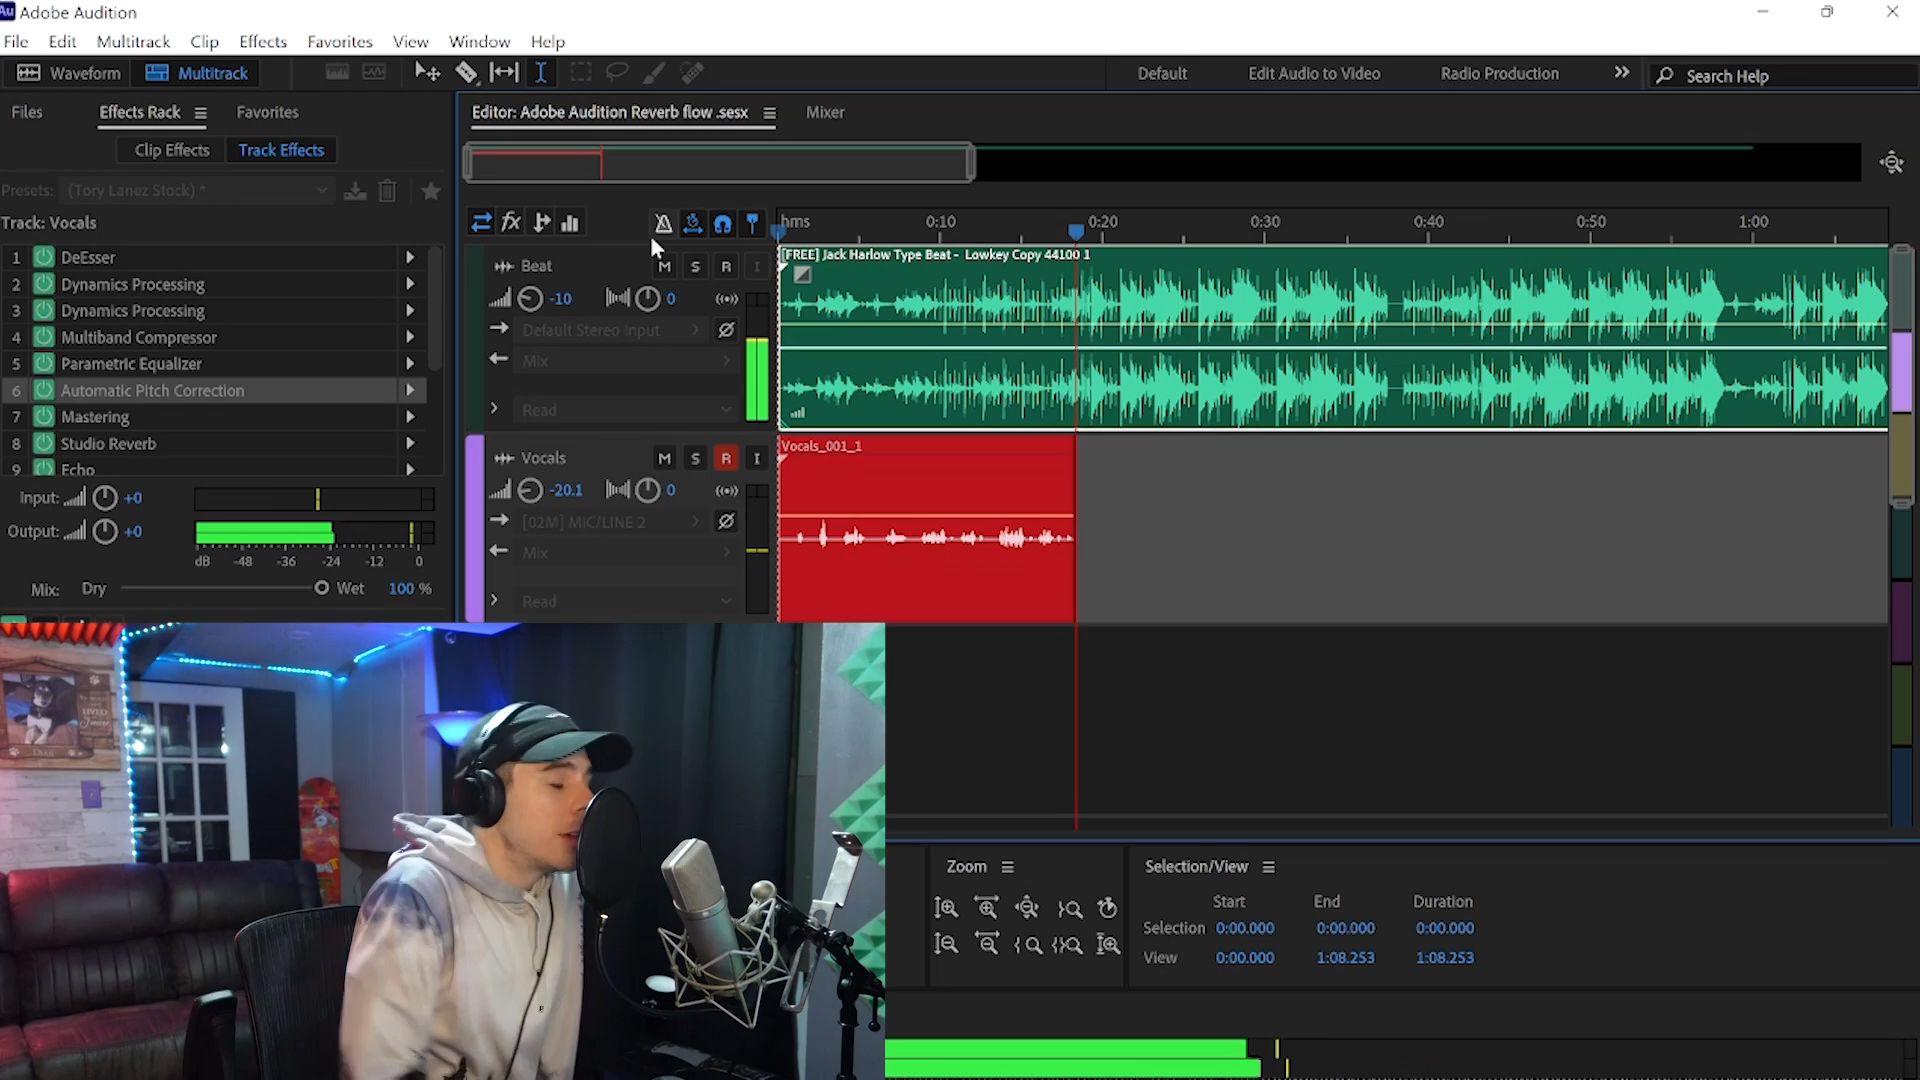 Au Adobe Audition
File Edit Multitrack Clip Effects Favorites View Window Help
Waveform Multitrack Default Edit Audio to Video Radio Production Search Help
Files Effects Rack Favorites
Editor: Adobe Audition Reverb flow .sesx Mixer
Clip Effects Track Effects
Presets: (Tory Lanez Stock) *
Track: Vocals
1 DeEsser
2 Dynamics Processing
3 Dynamics Processing
4 Multiband Compressor
5 Parametric Equalizer
6 Automatic Pitch Correction
7 Mastering
8 Studio Reverb
9 Echo
Input: +0
Output: +0
dB -48 -36 -24 -12 0
Mix: Dry Wet 100 %
fx
hms 0:10 0:20 0:30 0:40 0:50 1:00
[FREE] Jack Harlow Type Beat - Lowkey Copy 44100 1
Beat M S R I
-10 0
Default Stereo Input
Mix
Read
Vocals_001_1
Vocals M S R I
-20.1 0
[02M] MIC/LINE 2
Mix
Read
LIVED
Zoom
Selection/View
Start End Duration
Selection 0:00.000 0:00.000 0:00.000
View 0:00.000 1:08.253 1:08.253